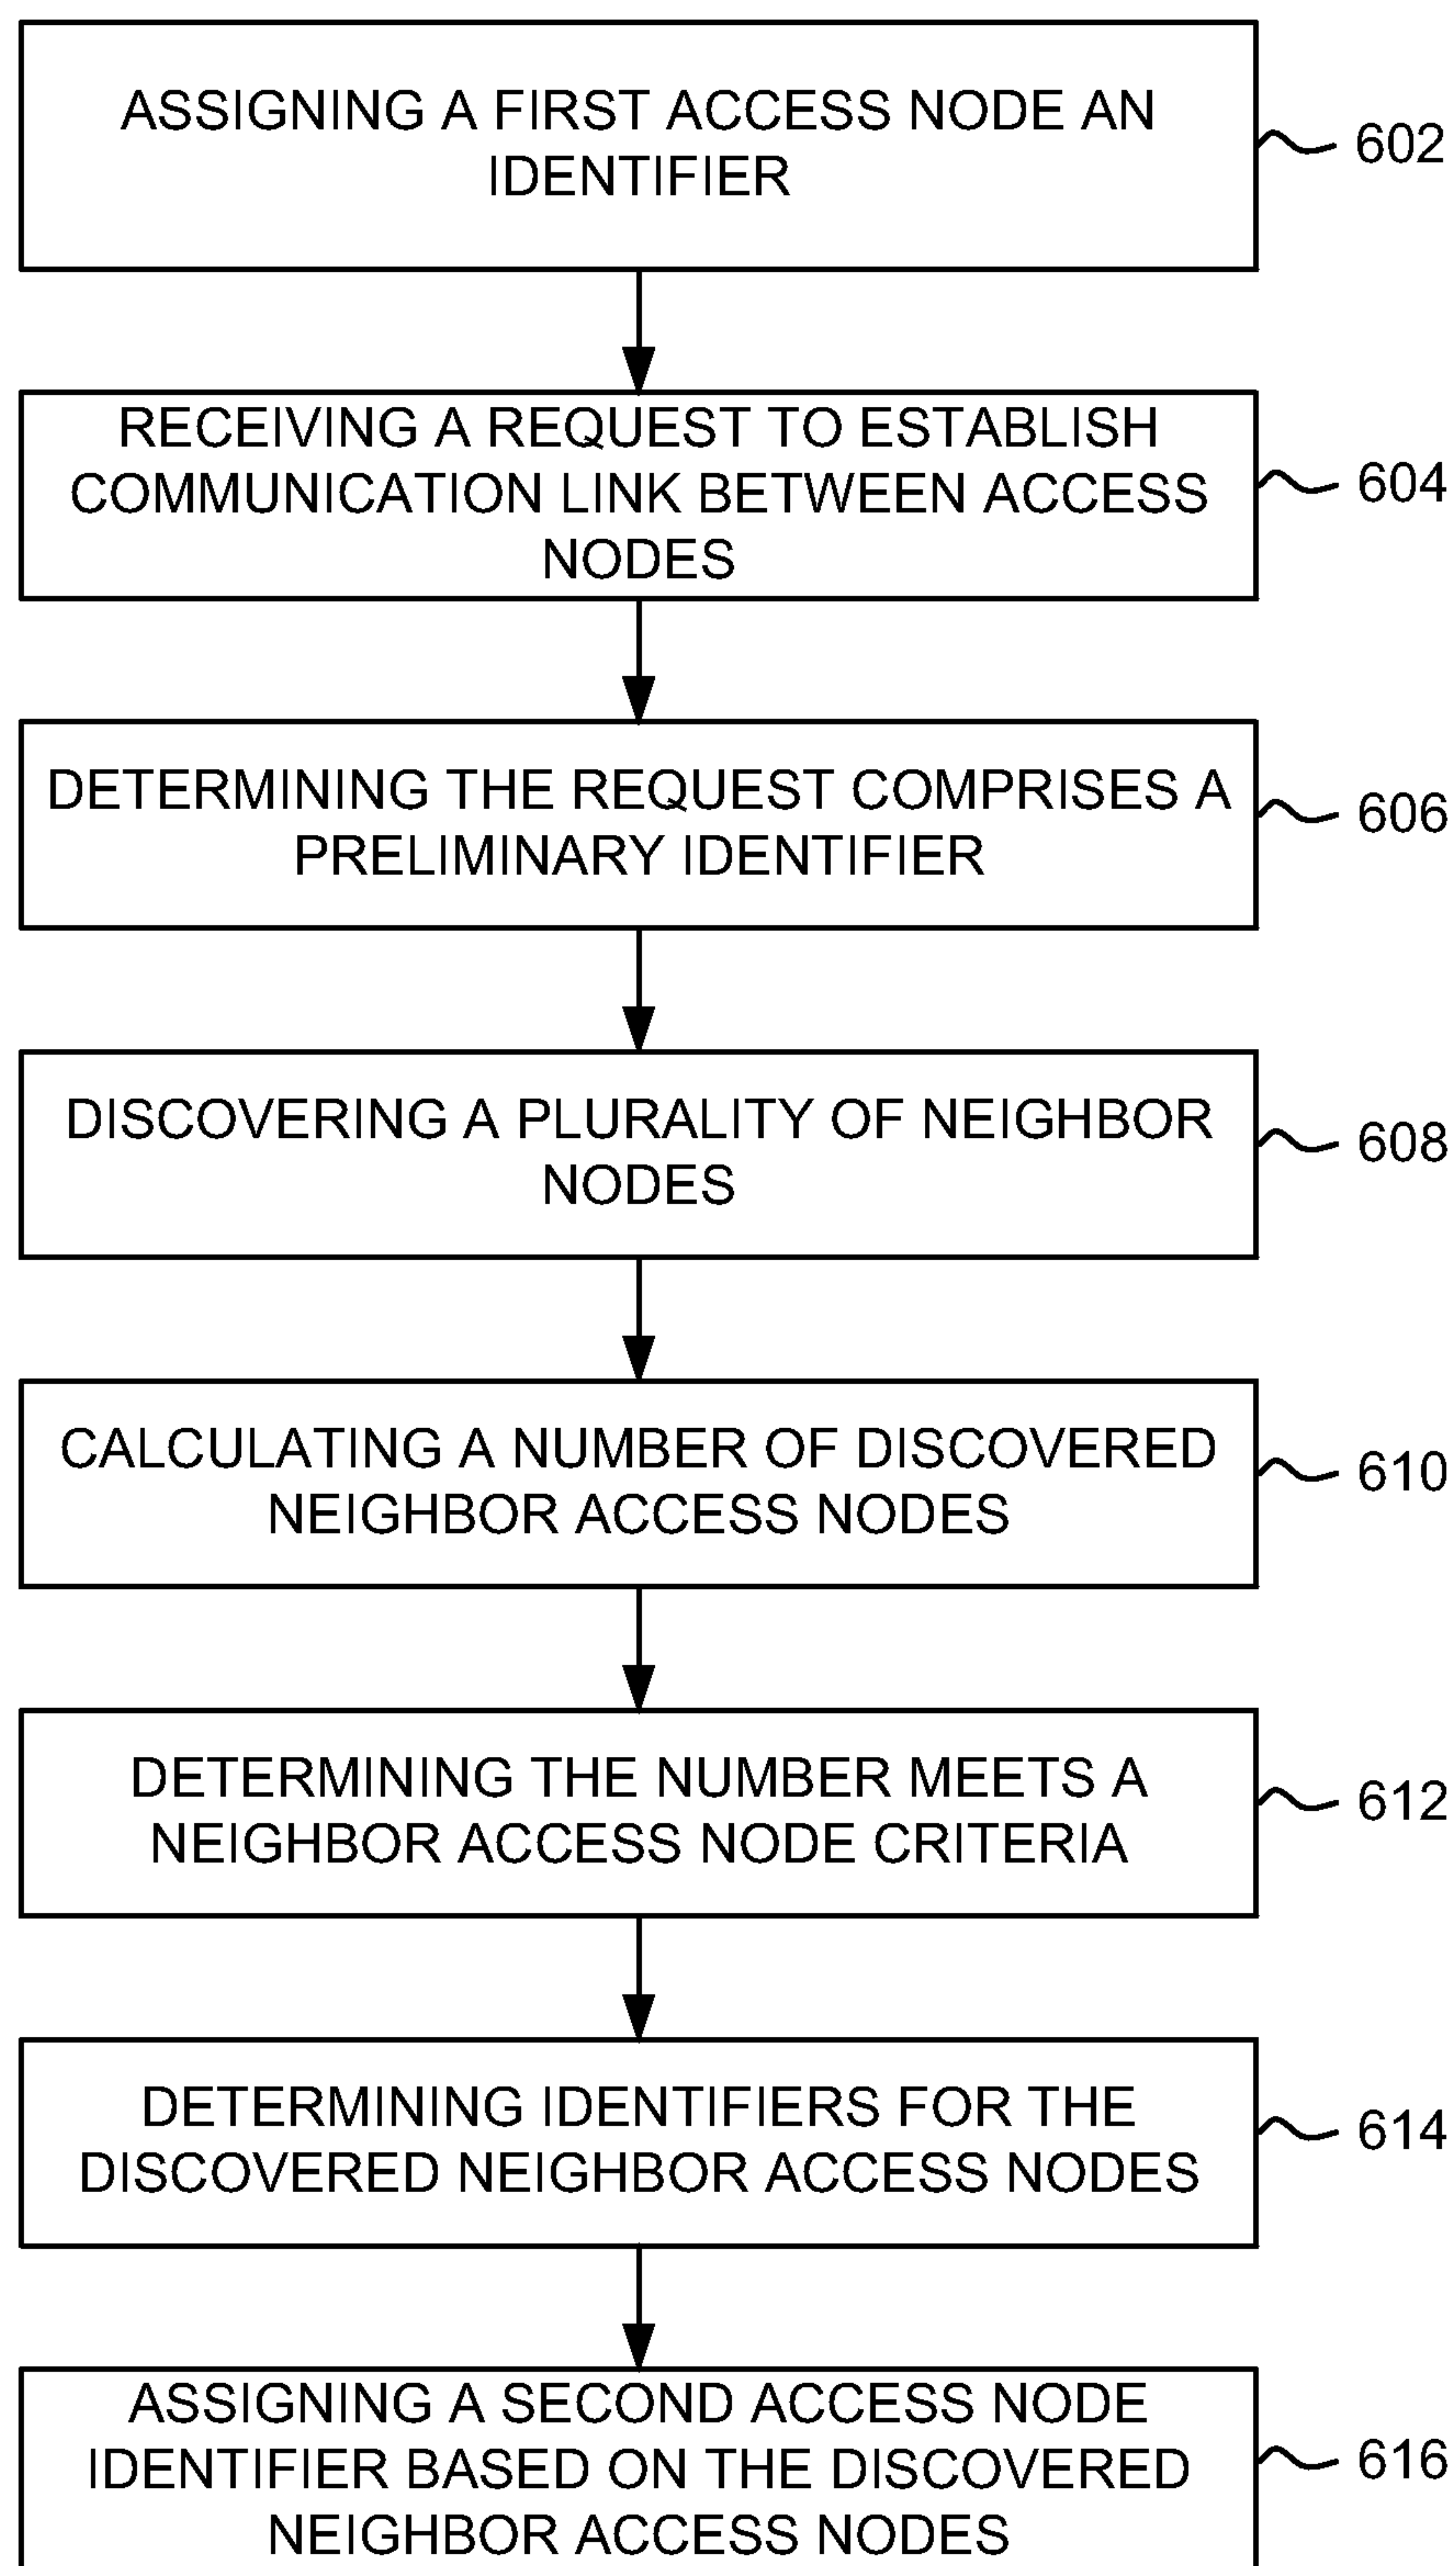 ASSIGNING A FIRST ACCESS NODE AN
IDENTIFIER
602
RECEIVING A REQUEST TO ESTABLISH
COMMUNICATION LINK BETWEEN ACCESS
NODES
604
DETERMINING THE REQUEST COMPRISES A
PRELIMINARY IDENTIFIER
606
DISCOVERING A PLURALITY OF NEIGHBOR
NODES
608
CALCULATING A NUMBER OF DISCOVERED
NEIGHBOR ACCESS NODES
610
DETERMINING THE NUMBER MEETS A
NEIGHBOR ACCESS NODE CRITERIA
612
DETERMINING IDENTIFIERS FOR THE
DISCOVERED NEIGHBOR ACCESS NODES
614
ASSIGNING A SECOND ACCESS NODE
IDENTIFIER BASED ON THE DISCOVERED
NEIGHBOR ACCESS NODES
616